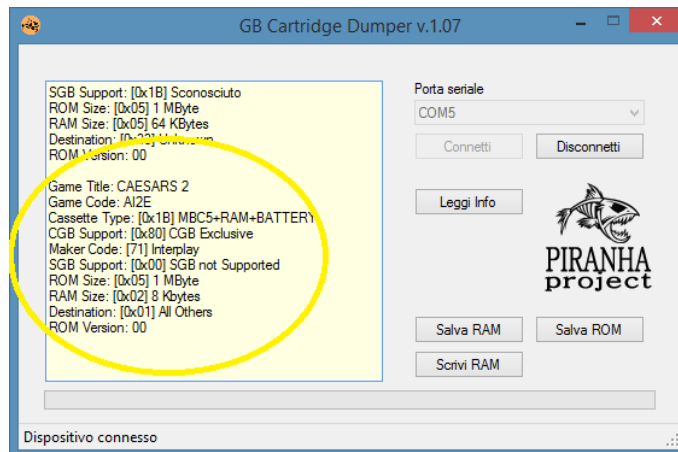 GB Cartridge Dumper v.1.07
SGB Support: [0x1B] Sconosciuto
ROM Size: [0x05] 1 MByte
RAM Size: [0x05] 64 KBytes
Destination: [0x33] Unknown
ROM Version: 00
Game Title: CAESARS 2
Game Code: AI2E
Cassette Type: [0x1B] MBC5+RAM+BATTERY
CGB Support: [0x80] CGB Exclusive
Maker Code: [71] Interplay
SGB Support: [0x00] SGB not Supported
ROM Size: [0x05] 1 MByte
RAM Size: [0x02] 8 Kbytes
Destination: [0x01] All Others
ROM Version: 00
Porta seriale
COM5
Connetti
Disconnetti
Leggi Info
PIRANHA
project
Salva RAM
Salva ROM
Scrivi RAM
Dispositivo connesso